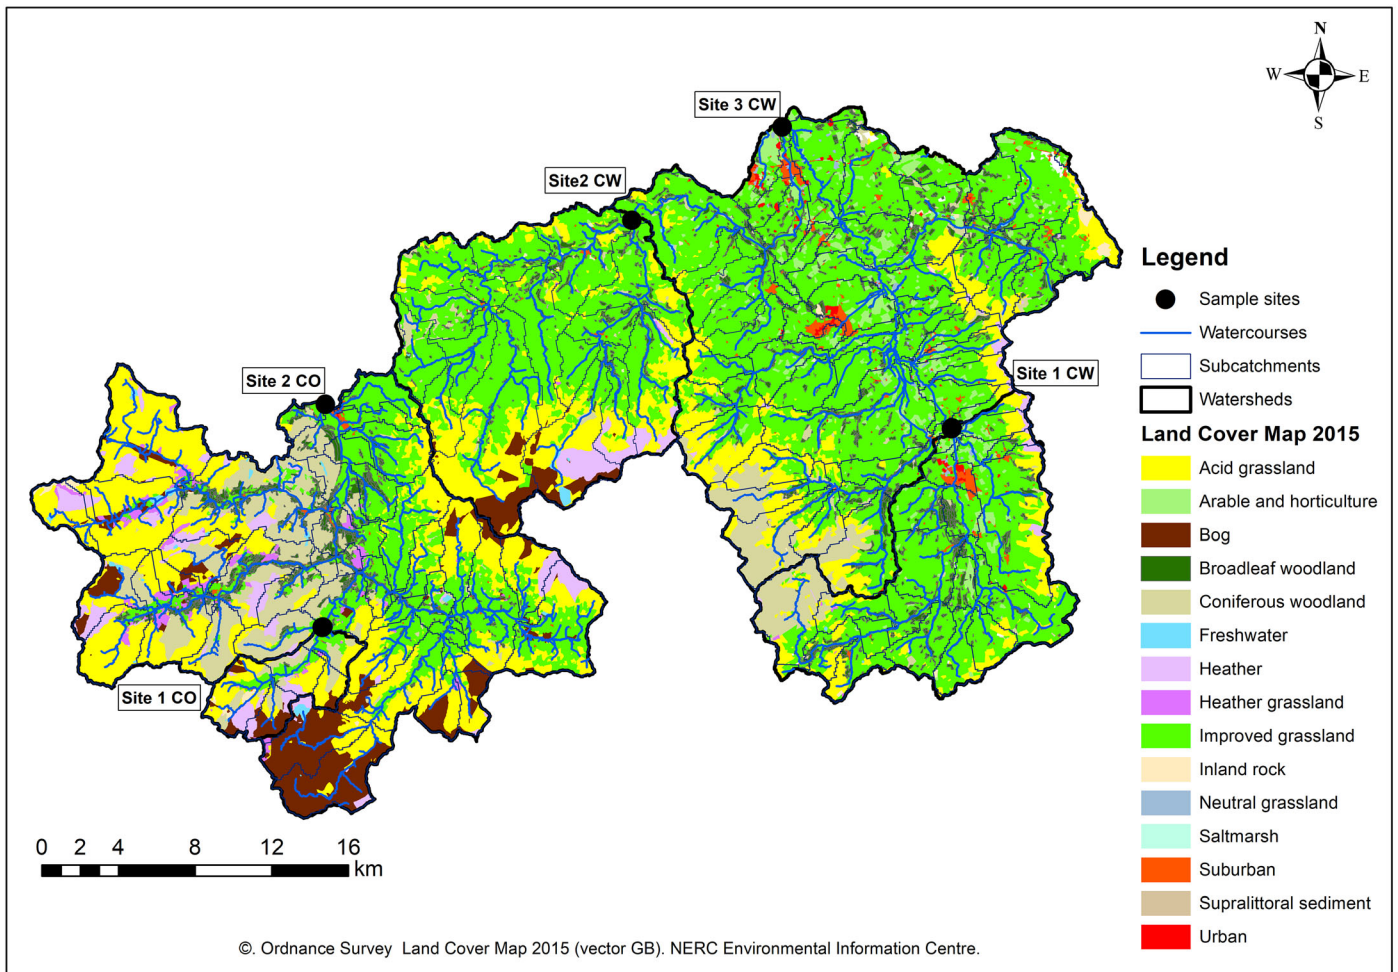 N
W E
S
Site 3 CW
Site2 CW
Site 2 CO
Site 1 CW
Site 1 CO
Legend
Sample sites
Watercourses
Subcatchments
Watersheds
Land Cover Map 2015
Acid grassland
Arable and horticulture
Bog
Broadleaf woodland
Coniferous woodland
Freshwater
Heather
Heather grassland
Improved grassland
Inland rock
Neutral grassland
Saltmarsh
Suburban
Supralittoral sediment
Urban
0 2 4 8 12 16
km
©. Ordnance Survey Land Cover Map 2015 (vector GB). NERC Environmental Information Centre.